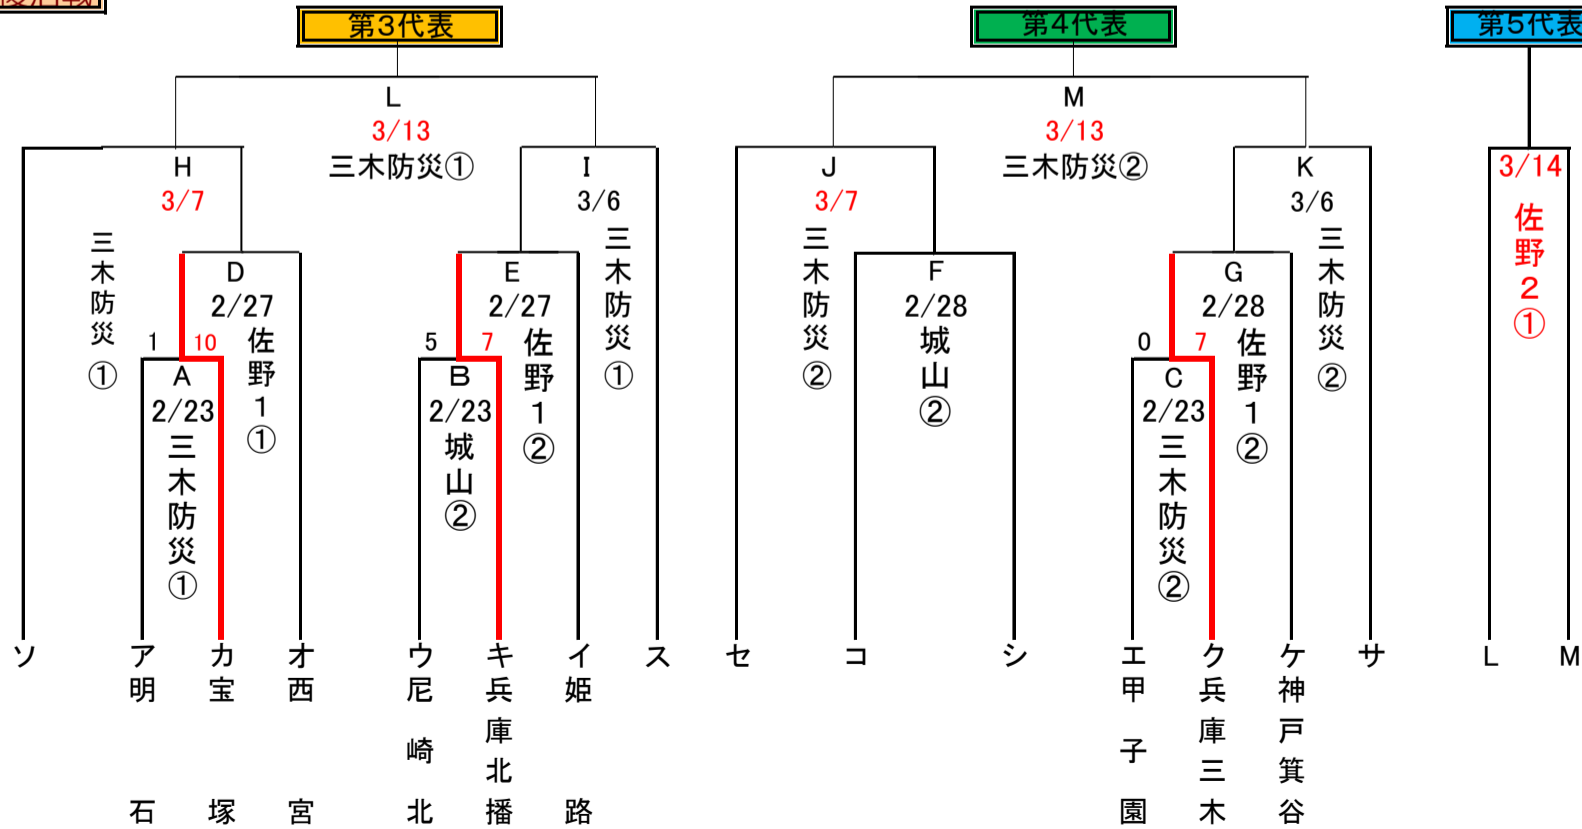 第3代表
第4代表
第5代表
L
3/13
三木防災①
M
3/13
三木防災②
H
3/7
三木防災①
I
3/6
三木防災①
J
3/7
三木防災②
K
3/6
三木防災②
3/14
佐野2①
D
2/27
佐野1①
E
2/27
佐野1②
F
2/28
城山②
G
2/28
佐野1②
1 10
A
2/23
三木防災①
5 7
B
2/23
城山②
0 7
C
2/23
三木防災②
ソ
ア明石
カ宝塚
オ西宮
ウ尼崎北
キ兵庫北播
イ姫路
ス
セ
コ
シ
エ甲子園
ク兵庫三木
ケ神戸箕谷
サ
L
M